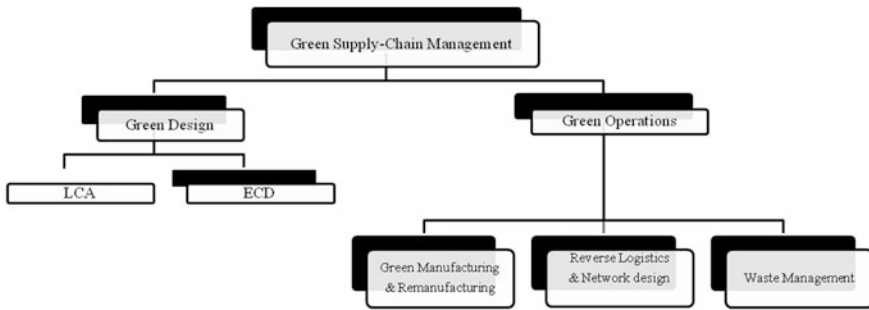 Green Supply-Chain Management
Green Design
Green Operations
LCA
ECD
Green Manufacturing
& Remanufacturing
Reverse Logistics
& Network design
Waste Management